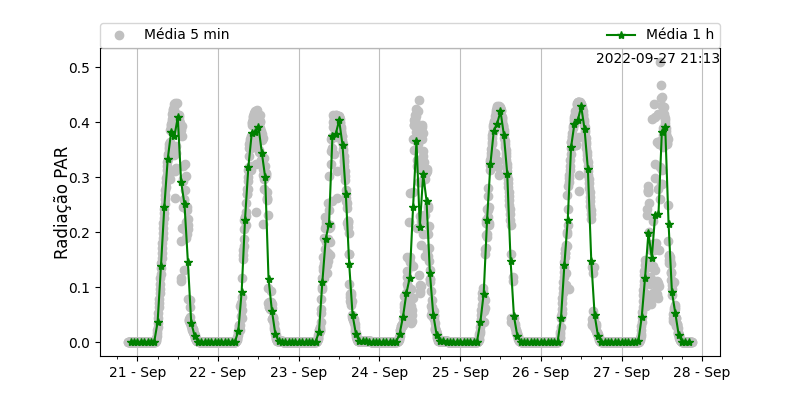 Média 5 min
Média 1 h
2022-09-27 21:13
Radiação PAR
0.5
0.4
0.3
0.2
0.1
0.0
21 - Sep
22 - Sep
23 - Sep
24 - Sep
25 - Sep
26 - Sep
27 - Sep
28 - Sep